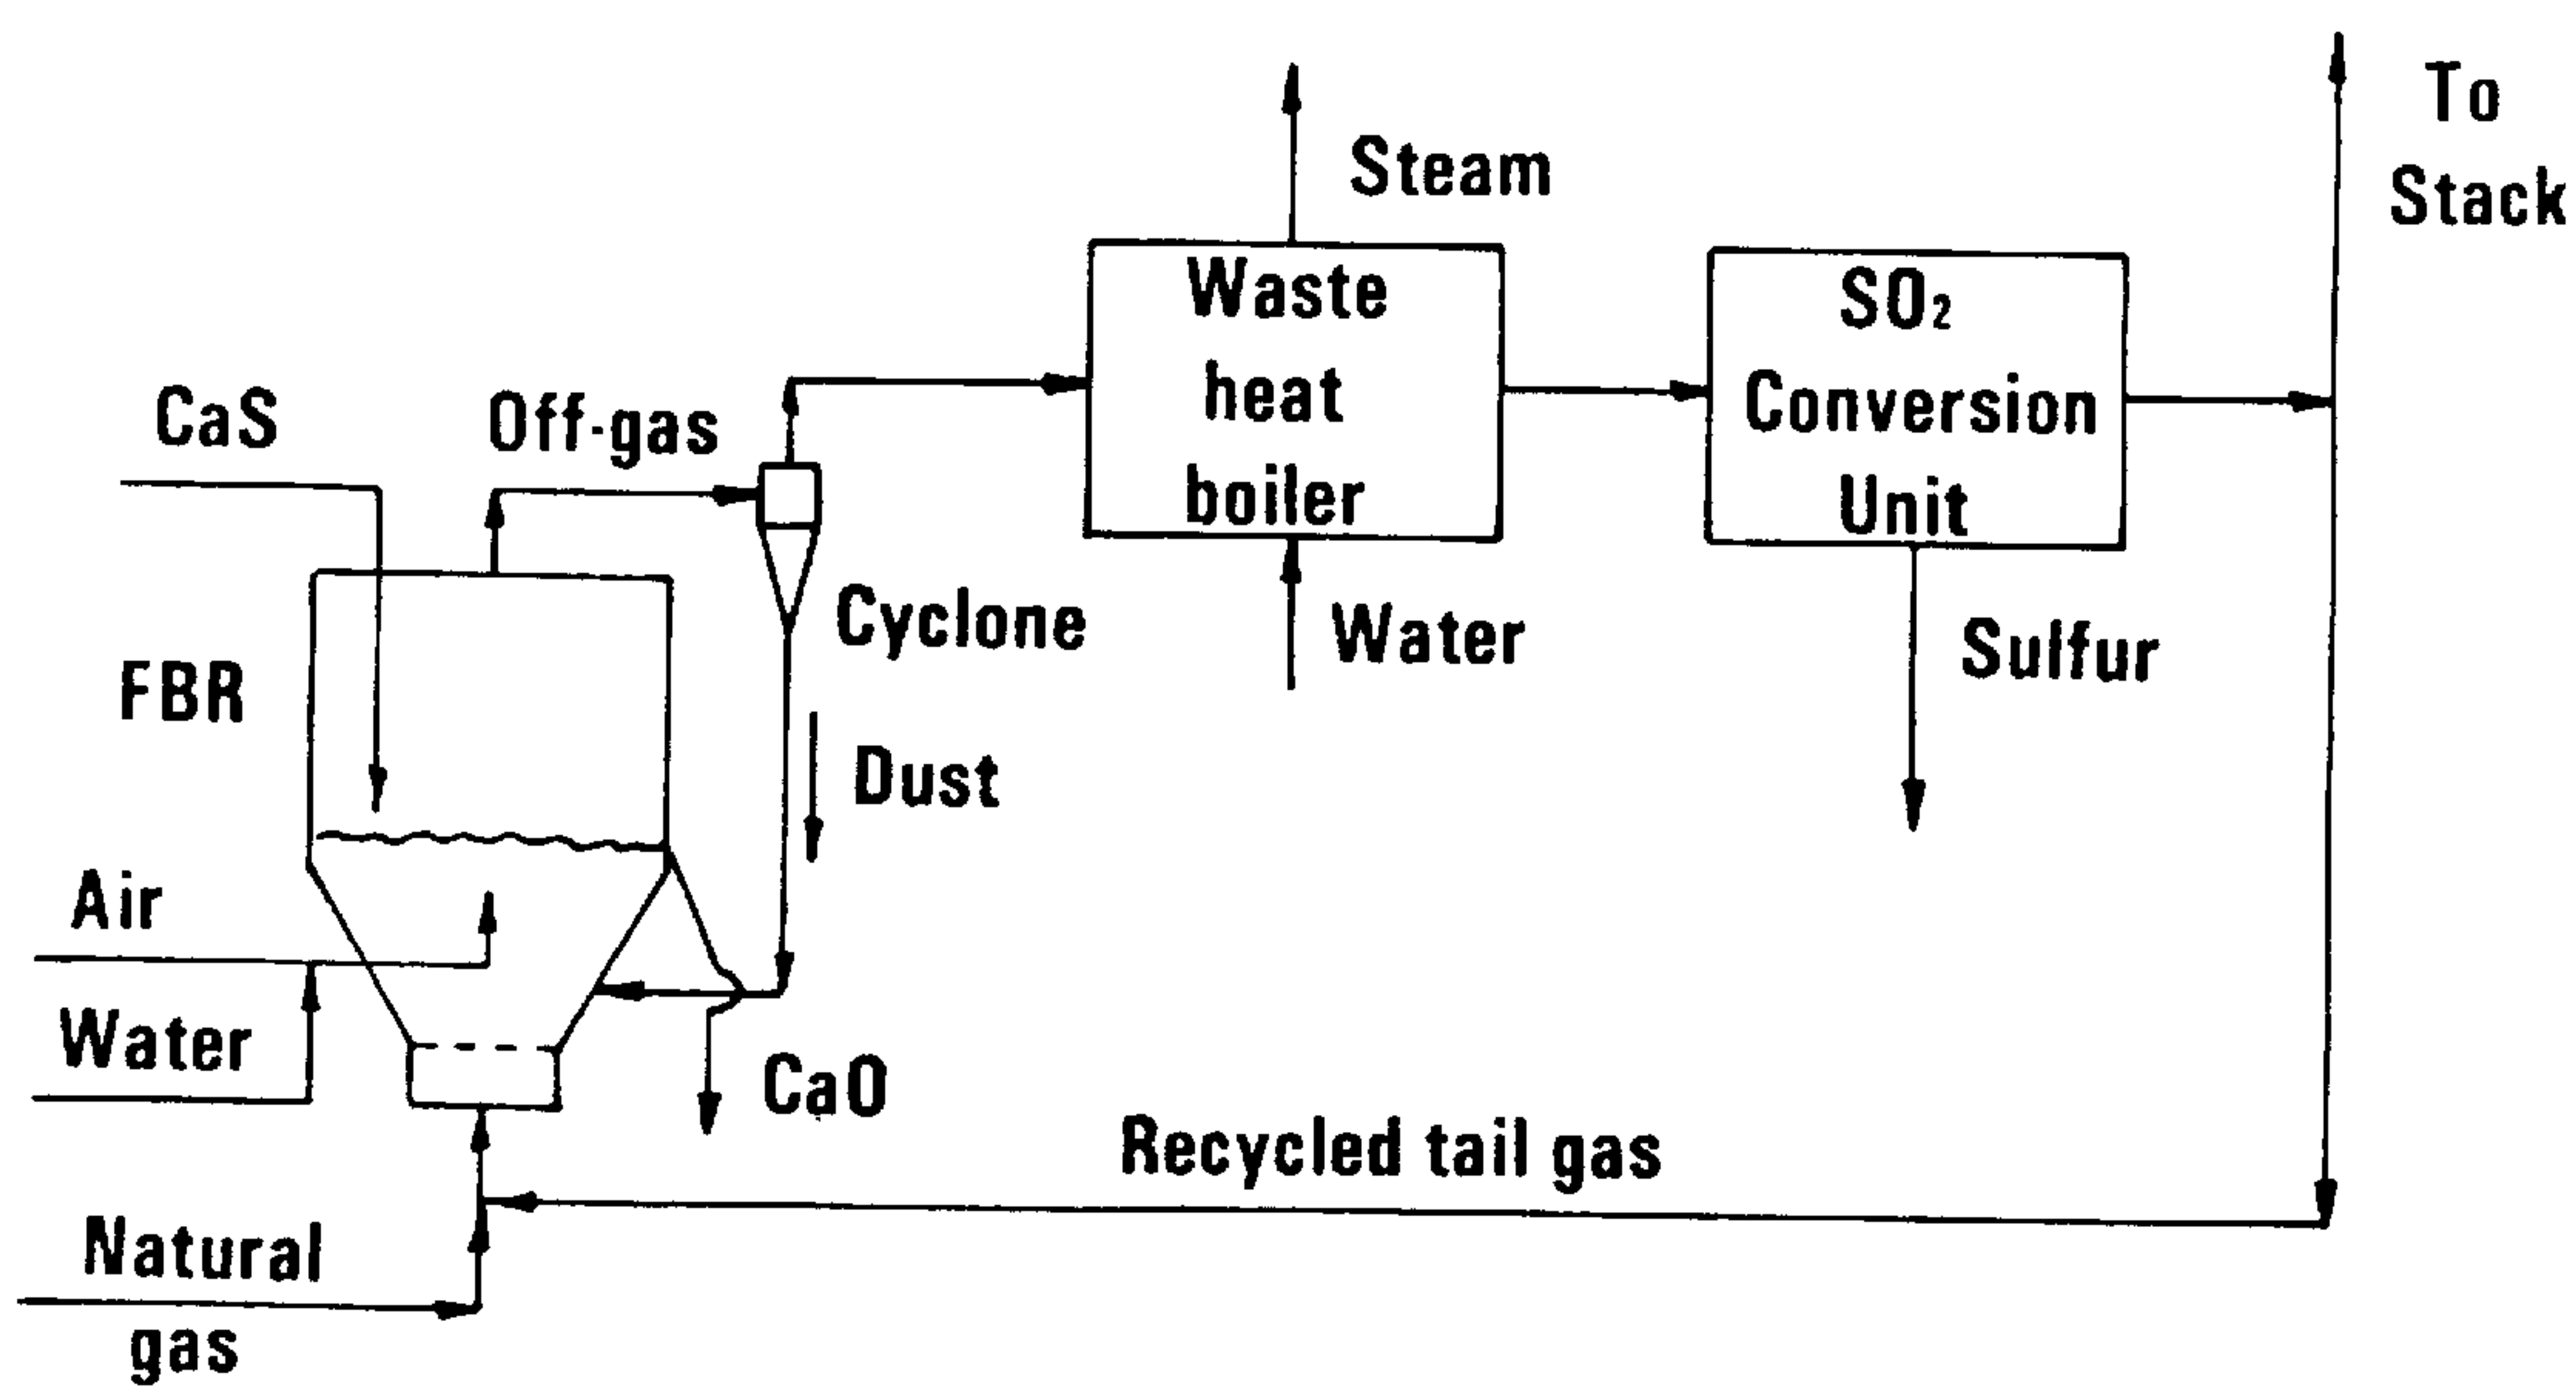 To
Stack
Steam
Waste
heat
boiler
SO₂
Conversion
Unit
CaS
Off-gas
Cyclone
Water
Sulfur
FBR
Dust
Air
Water
CaO
Recycled tail gas
Natural
gas